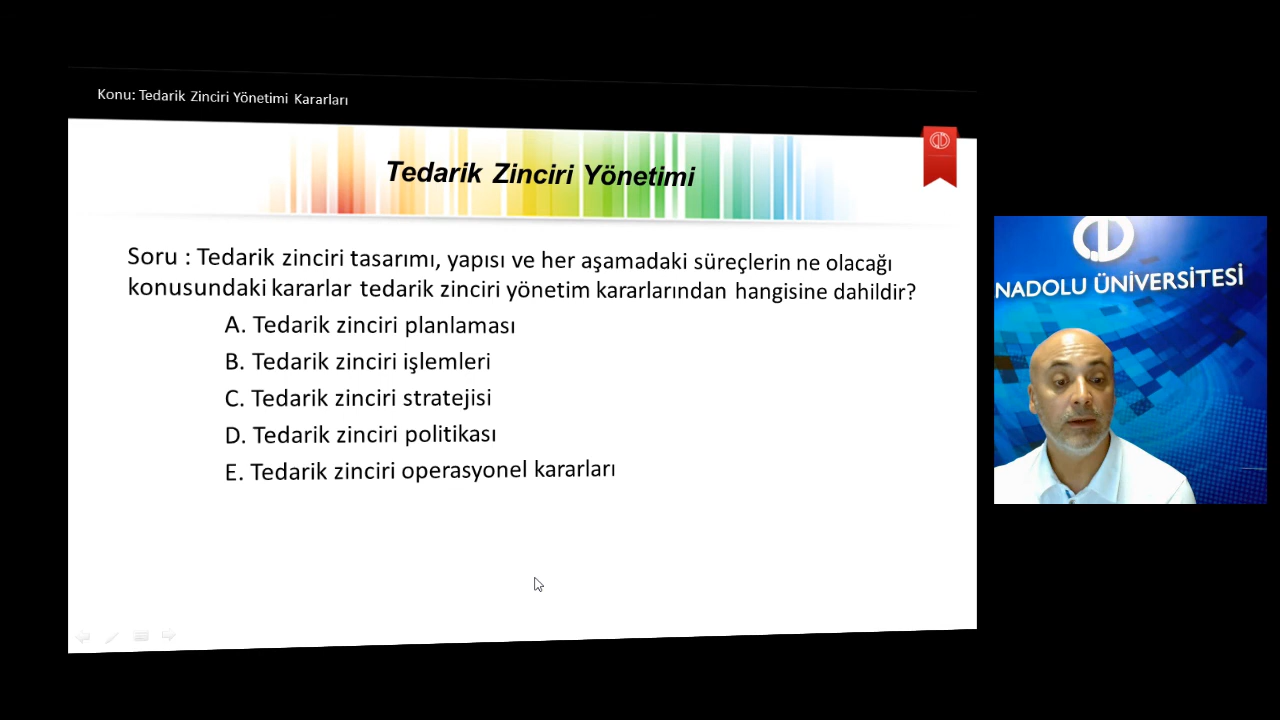 Konu: Tedarik Zinciri Yönetimi Kararları
Tedarik Zinciri Yönetimi
Soru : Tedarik zinciri tasarımı, yapısı ve her aşamadaki süreçlerin ne olacağı
konusundaki kararlar tedarik zinciri yönetim kararlarından hangisine dahildir?
A. Tedarik zinciri planlaması
B. Tedarik zinciri işlemleri
C. Tedarik zinciri stratejisi
D. Tedarik zinciri politikası
E. Tedarik zinciri operasyonel kararları
NADOLU ÜNİVERSİTESİ